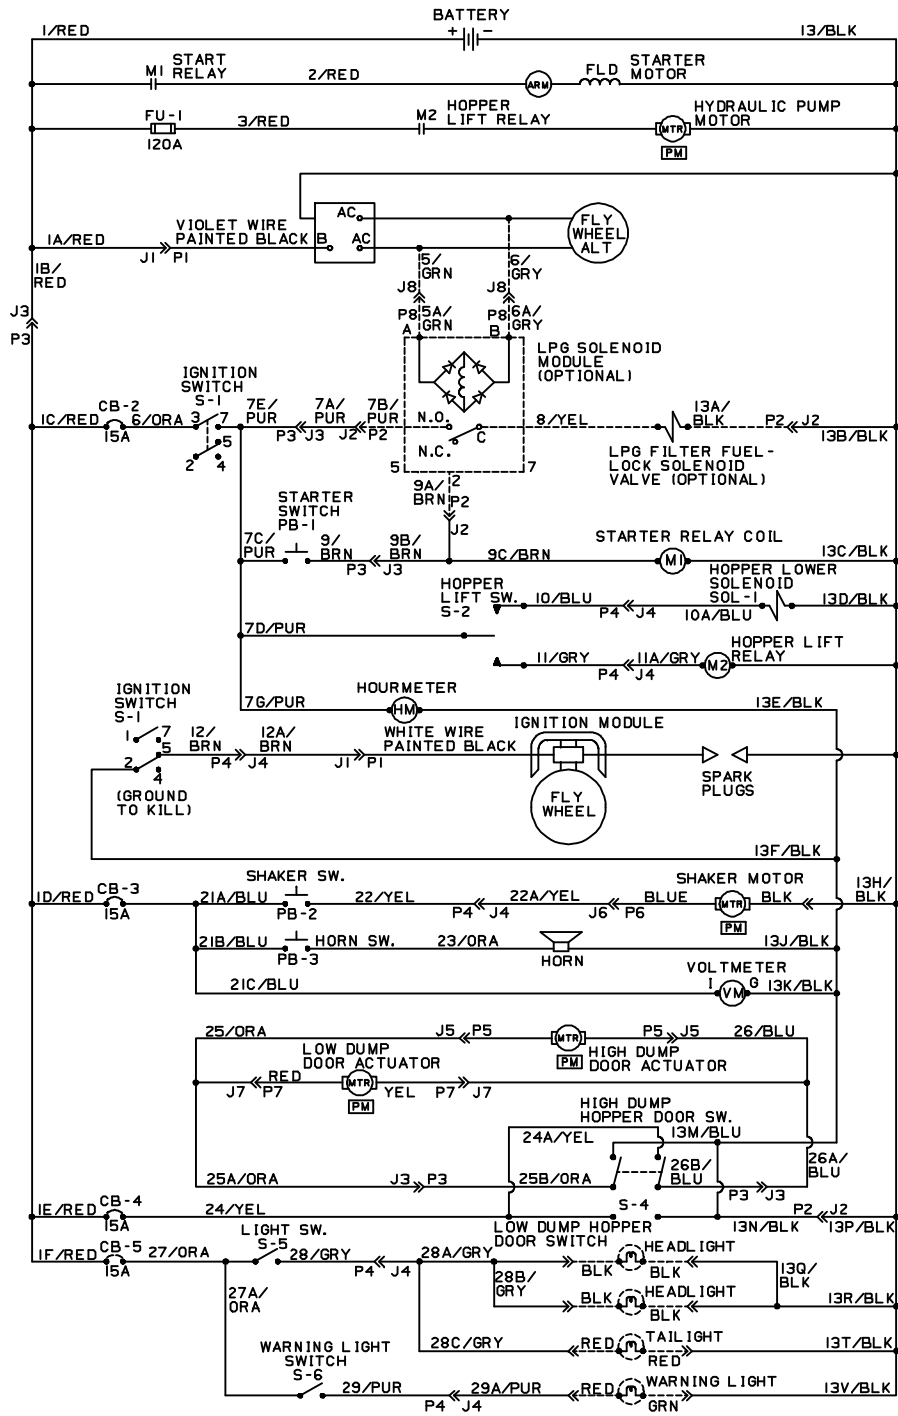 BATTERY
1/RED
+
-
13/BLK
START
RELAY
M1
2/RED
ARM
FLD
STARTER
MOTOR
FU-1
120A
3/RED
M2
HOPPER
LIFT RELAY
MTR
PM
HYDRAULIC PUMP
MOTOR
AC
AC
B
FLY
WHEEL
ALT
VIOLET WIRE
PAINTED BLACK
1A/RED
J1
P1
1B/
RED
5/
GRN
6/
GRY
J8
J8
P8
5A/
GRN
P8
6A/
GRY
A
B
J3
P3
LPG SOLENOID
MODULE
(OPTIONAL)
IGNITION
SWITCH
S-1
1C/RED
CB-2
15A
6/ORA
3
7
5
2
4
7E/
PUR
7A/
PUR
7B/
PUR
P3
J3
J2
P2
N.O.
N.C.
C
5
2
7
8/YEL
13A/
BLK
P2
J2
13B/BLK
LPG FILTER FUEL-
LOCK SOLENOID
VALVE (OPTIONAL)
9A/
BRN
P2
J2
STARTER
SWITCH
PB-1
7C/
PUR
9/
BRN
9B/
BRN
P3
J3
9C/BRN
STARTER RELAY COIL
M1
13C/BLK
HOPPER
LIFT SW.
S-2
10/BLU
P4
J4
10A/BLU
HOPPER LOWER
SOLENOID
SOL-1
13D/BLK
7D/PUR
11/GRY
P4
J4
11A/GRY
M2
HOPPER LIFT
RELAY
7G/PUR
HOURMETER
HM
13E/BLK
IGNITION
SWITCH
S-1
1
7
5
2
4
(GROUND
TO KILL)
12/
BRN
12A/
BRN
P4
J4
J1
P1
WHITE WIRE
PAINTED BLACK
IGNITION MODULE
FLY
WHEEL
SPARK
PLUGS
13F/BLK
1D/RED
CB-3
15A
SHAKER SW.
21A/BLU
PB-2
22/YEL
P4
J4
22A/YEL
J6
P6
BLUE
SHAKER MOTOR
MTR
PM
BLK
13H/
BLK
21B/BLU
HORN SW.
PB-3
23/ORA
HORN
13J/BLK
21C/BLU
VOLTMETER
I
VM
G
13K/BLK
25/ORA
J5
P5
MTR
PM
P5
J5
26/BLU
HIGH DUMP
DOOR ACTUATOR
LOW DUMP
DOOR ACTUATOR
J7
P7
RED
MTR
PM
YEL
P7
J7
HIGH DUMP
HOPPER DOOR SW.
24A/YEL
13M/BLU
25A/ORA
J3
P3
25B/ORA
26B/
BLU
26A/
BLU
P3
J3
S-4
1E/RED
CB-4
15A
24/YEL
LOW DUMP HOPPER
DOOR SWITCH
13N/BLK
P2
J2
13P/BLK
1F/RED
CB-5
15A
27/ORA
LIGHT SW.
S-5
28/GRY
P4
J4
28A/GRY
BLK
HEADLIGHT
BLK
13Q/
BLK
28B/
GRY
BLK
HEADLIGHT
BLK
13R/BLK
27A/
ORA
28C/GRY
RED
TAILIGHT
RED
13T/BLK
WARNING LIGHT
SWITCH
S-6
29/PUR
P4
J4
29A/PUR
RED
WARNING LIGHT
GRN
13V/BLK